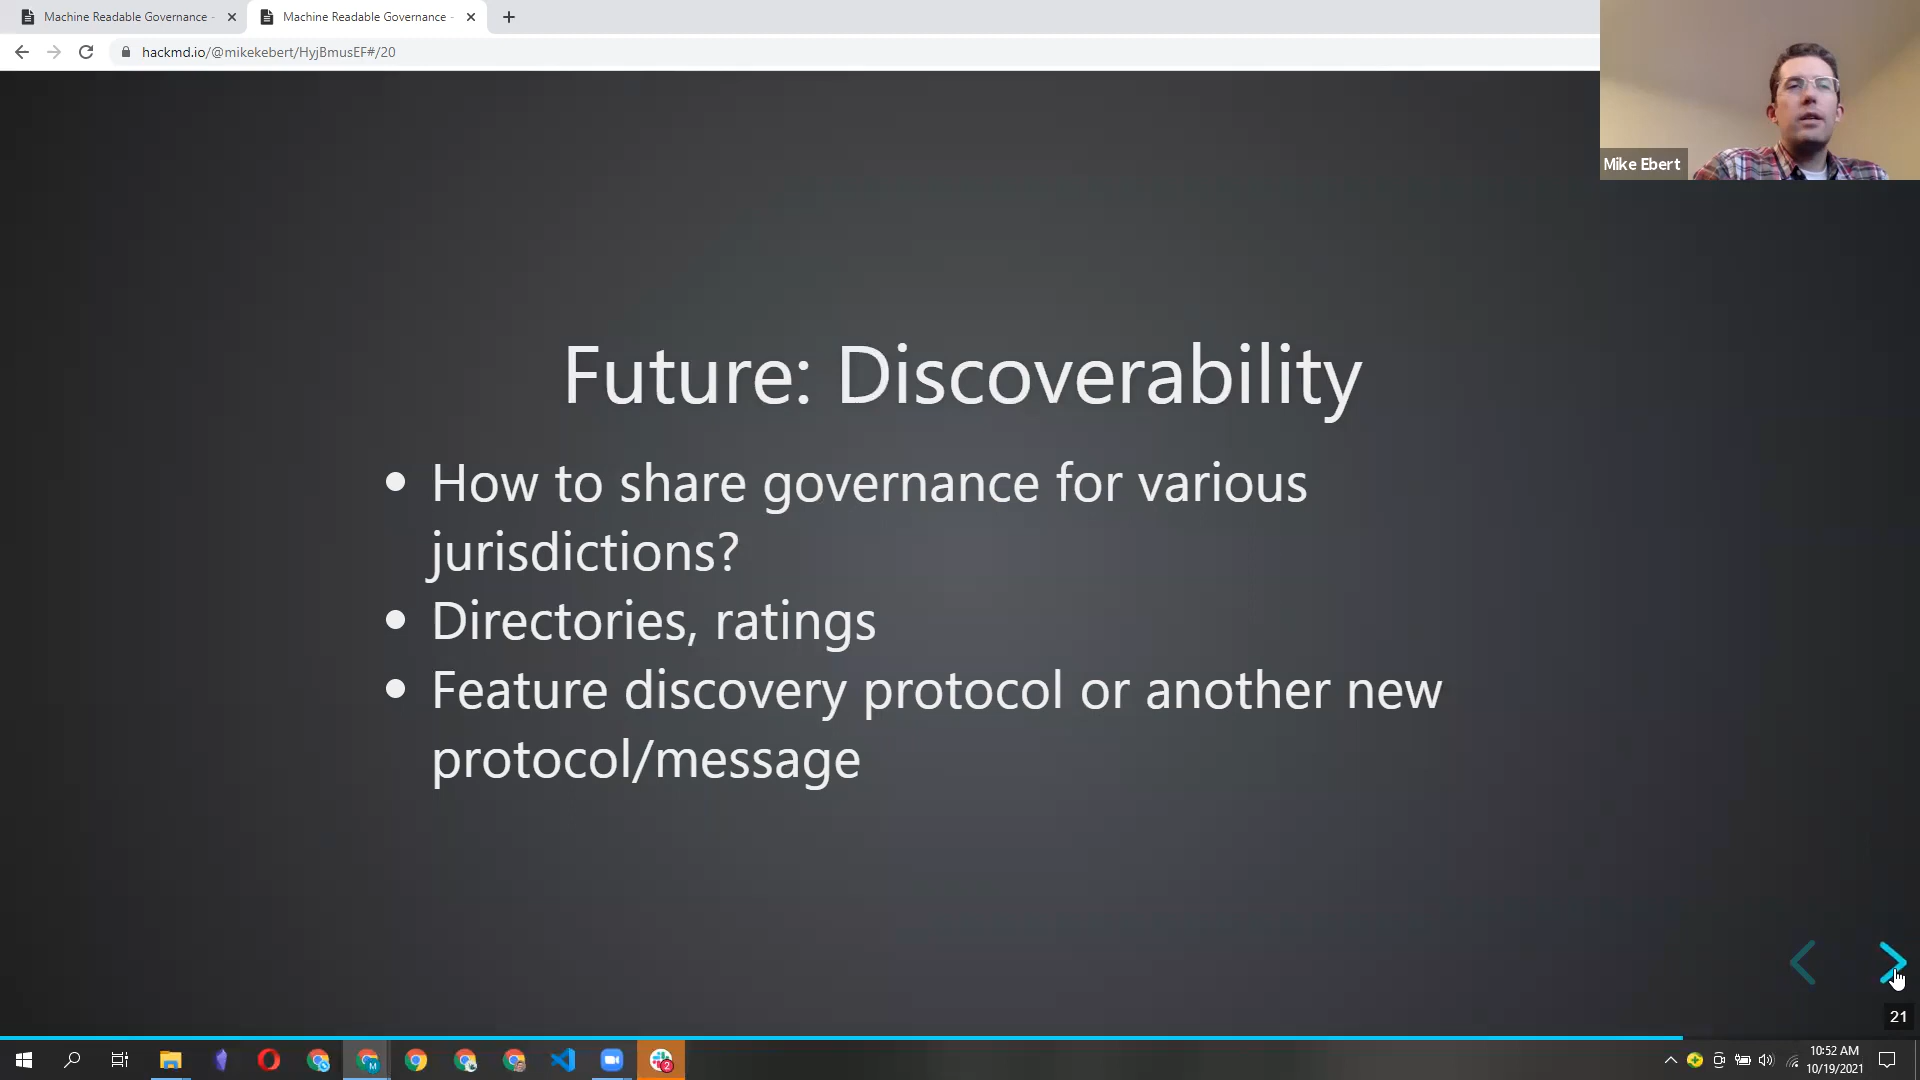 Machine Readable Governance -
Machine Readable Governance -
hackmd.io/@mikekebert/HyjBmusEF#/20
Mike Ebert
Future: Discoverability
• How to share governance for various
jurisdictions?
• Directories, ratings
• Feature discovery protocol or another new
protocol/message
21
M
2
10:52 AM
10/19/2021